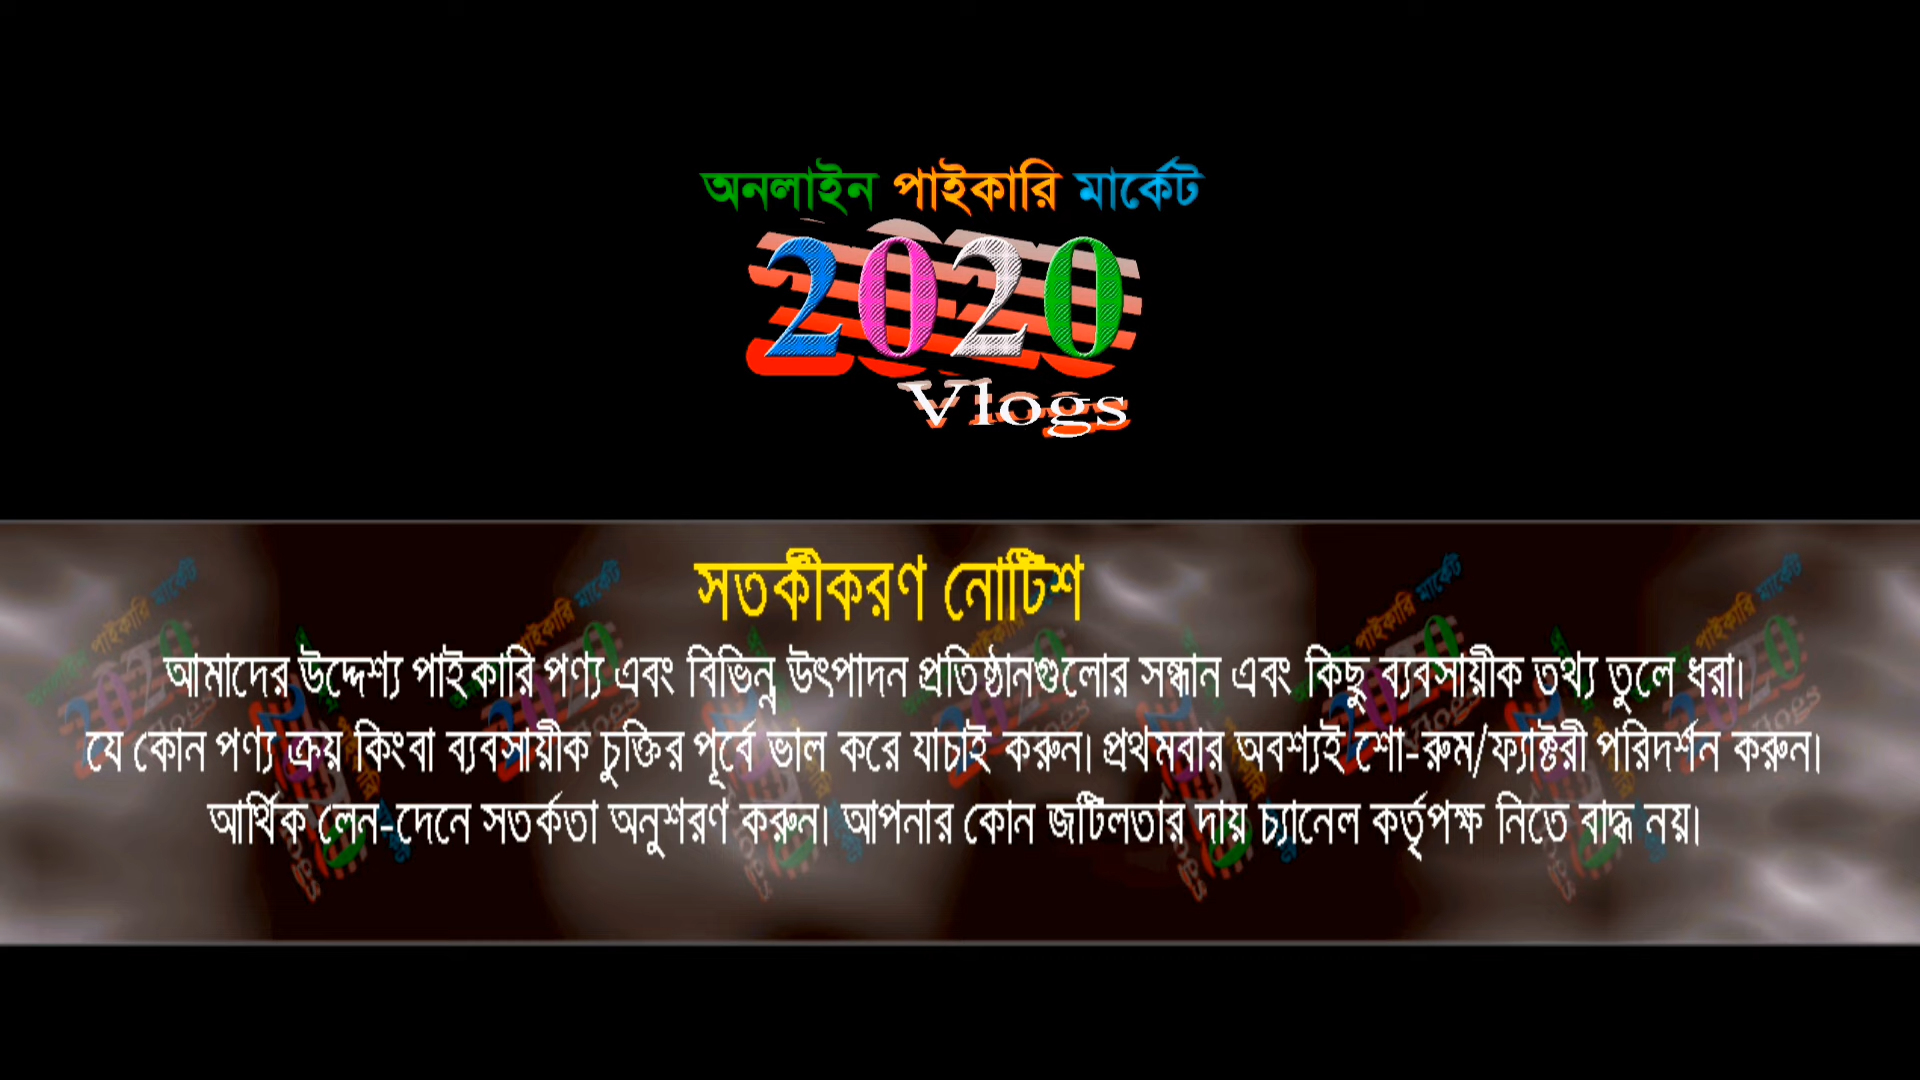 অনলাইন পাইকারি মার্কেট
2020
Vlogs
সতর্কীকরণ নোটিশ
আমাদের উদ্দেশ্য পাইকারি পণ্য এবং বিভিন্ন উৎপাদন প্রতিষ্ঠানগুলোর সন্ধান এবং কিছু ব্যবসায়ীক তথ্য তুলে ধরা।
যে কোন পণ্য ক্রয় কিংবা ব্যবসায়ীক চুক্তির পূর্বে ভাল করে যাচাই করুন। প্রথমবার অবশ্যই শো-রুম/ফ্যাক্টরী পরিদর্শন করুন।
আর্থিক লেন-দেনে সতর্কতা অনুশরণ করুন। আপনার কোন জটিলতার দায় চ্যানেল কর্তৃপক্ষ নিতে বাদ্ধ নয়।